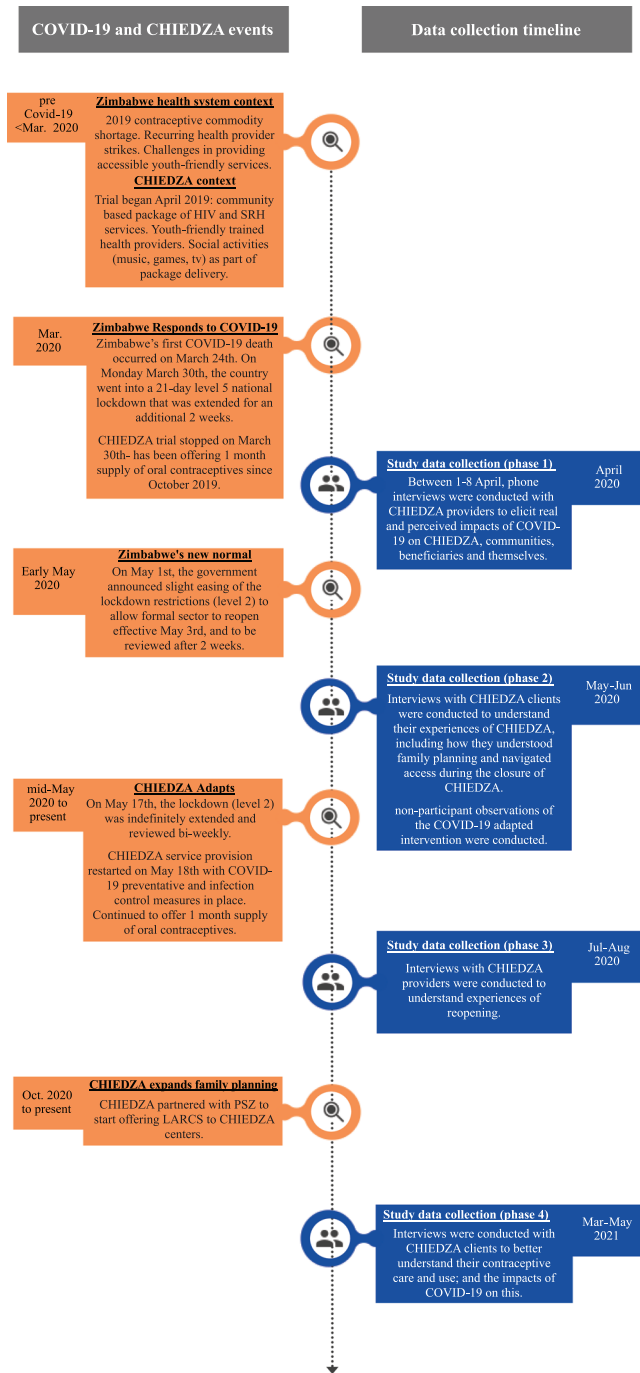 COVID-19 and CHIEDZA events
Data collection timeline
pre
Covid-19
<Mar. 2020
Zimbabwe health system context
2019 contraceptive commodity
shortage. Recurring health provider
strikes. Challenges in providing
accessible youth-friendly services.
CHIEDZA context
Trial began April 2019: community
based package of HIV and SRH
services. Youth-friendly trained
health providers. Social activities
(music, games, tv) as part of
package delivery.
Mar.
2020
Zimbabwe Responds to COVID-19
Zimbabwe’s first COVID-19 death
occurred on March 24th. On
Monday March 30th, the country
went into a 21-day level 5 national
lockdown that was extended for an
additional 2 weeks.
CHIEDZA trial stopped on March
30th- has been offering 1 month
supply of oral contraceptives since
October 2019.
Study data collection (phase 1)
Between 1-8 April, phone
interviews were conducted with
CHIEDZA providers to elicit real
and perceived impacts of COVID-
19 on CHIEDZA, communities,
beneficiaries and themselves.
April
2020
Early May
2020
Zimbabwe's new normal
On May 1st, the government
announced slight easing of the
lockdown restrictions (level 2) to
allow formal sector to reopen
effective May 3rd, and to be
reviewed after 2 weeks.
Study data collection (phase 2)
Interviews with CHIEDZA clients
were conducted to understand
their experiences of CHIEDZA,
including how they understood
family planning and navigated
access during the closure of
CHIEDZA.
non-participant observations of
the COVID-19 adapted
intervention were conducted.
May-Jun
2020
mid-May
2020 to
present
CHIEDZA Adapts
On May 17th, the lockdown (level 2)
was indefinitely extended and
reviewed bi-weekly.
CHIEDZA service provision
restarted on May 18th with COVID-
19 preventative and infection
control measures in place.
Continued to offer 1 month supply
of oral contraceptives.
Study data collection (phase 3)
Interviews with CHIEDZA
providers were conducted to
understand experiences of
reopening.
Jul-Aug
2020
Oct. 2020
to present
CHIEDZA expands family planning
CHIEDZA partnered with PSZ to
start offering LARCS to CHIEDZA
centers.
Study data collection (phase 4)
Interviews were conducted with
CHIEDZA clients to better
understand their contraceptive
care and use; and the impacts of
COVID-19 on this.
Mar-May
2021